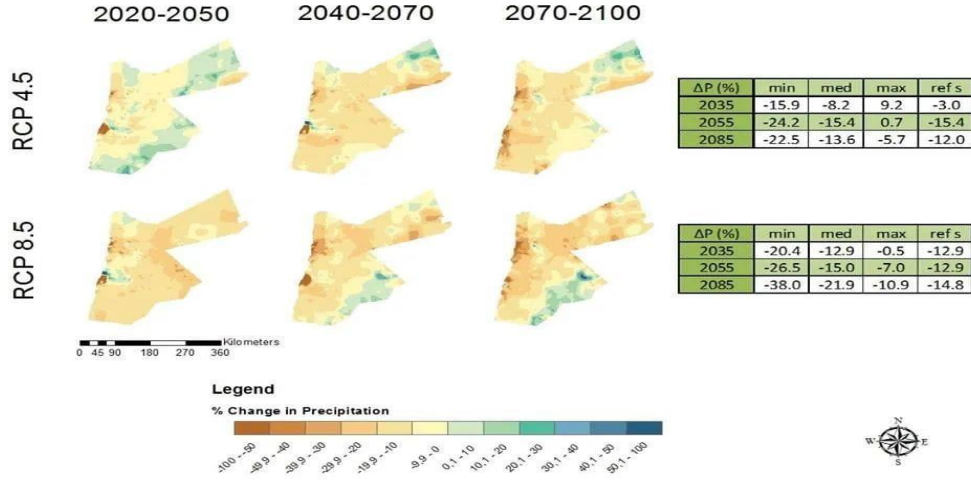 2020-2050 2040-2070 2070-2100
RCP 4.5
ΔP (%) min med max ref s
2035 -15.9 -8.2 9.2 -3.0
2055 -24.2 -15.4 0.7 -15.4
2085 -22.5 -13.6 -5.7 -12.0
RCP 8.5
ΔP (%) min med max ref s
2035 -20.4 -12.9 -0.5 -12.9
2055 -26.5 -15.0 -7.0 -12.9
2085 -38.0 -21.9 -10.9 -14.8
Kilometers
0 45 90 180 270 360
Legend
% Change in Precipitation
-100 - -50 -49,9 - -40 -39,9 - -30 -29,9 - -20 -19,9 - -10 -9,9 - 0 0,1 - 10 10,1 - 20 20,1 - 30 30,1 - 40 40,1 - 50 50,1 - 100
N
W E
S